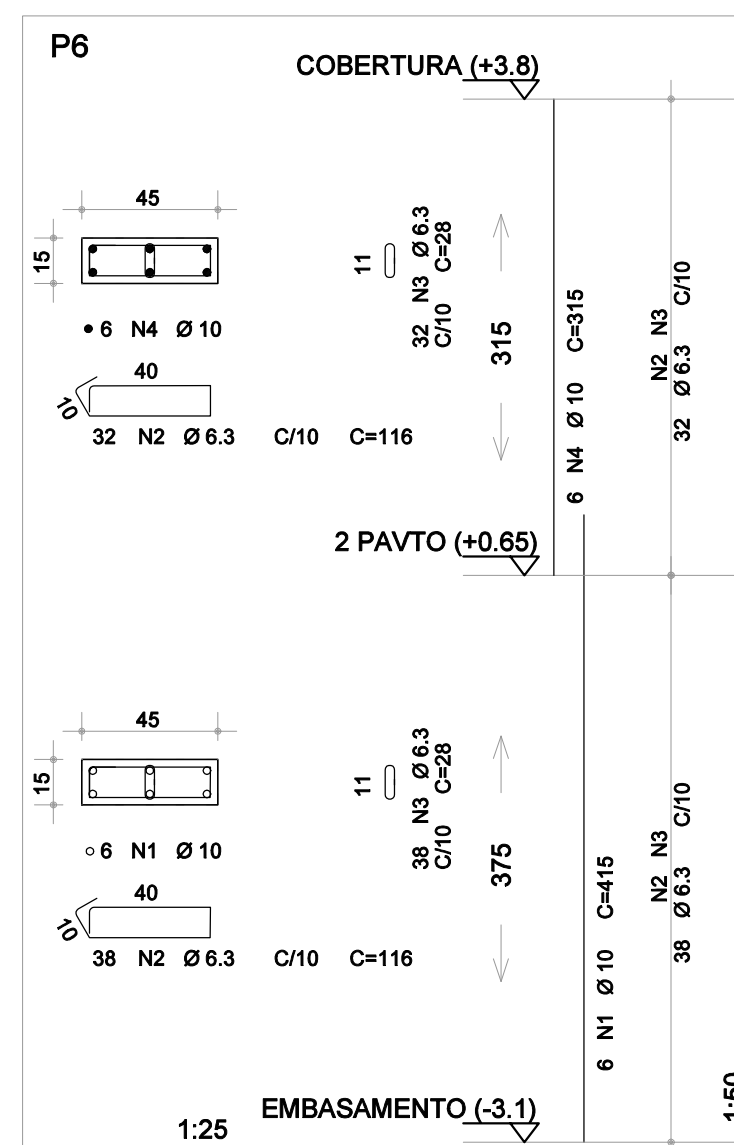 P6
COBERTURA (+3.8)
45
15
6 N4 Ø 10
40
10
32 N2 Ø 6.3 C/10 C=116
11
32 N3 Ø 6.3
C/10 C=28
315
6 N4 Ø 10 C=315
N2 N3
32 Ø 6.3 C/10
2 PAVTO (+0.65)
45
15
6 N1 Ø 10
40
10
38 N2 Ø 6.3 C/10 C=116
11
38 N3 Ø 6.3
C/10 C=28
375
6 N1 Ø 10 C=415
N2 N3
38 Ø 6.3 C/10
EMBASAMENTO (-3.1)
1:25
1:50